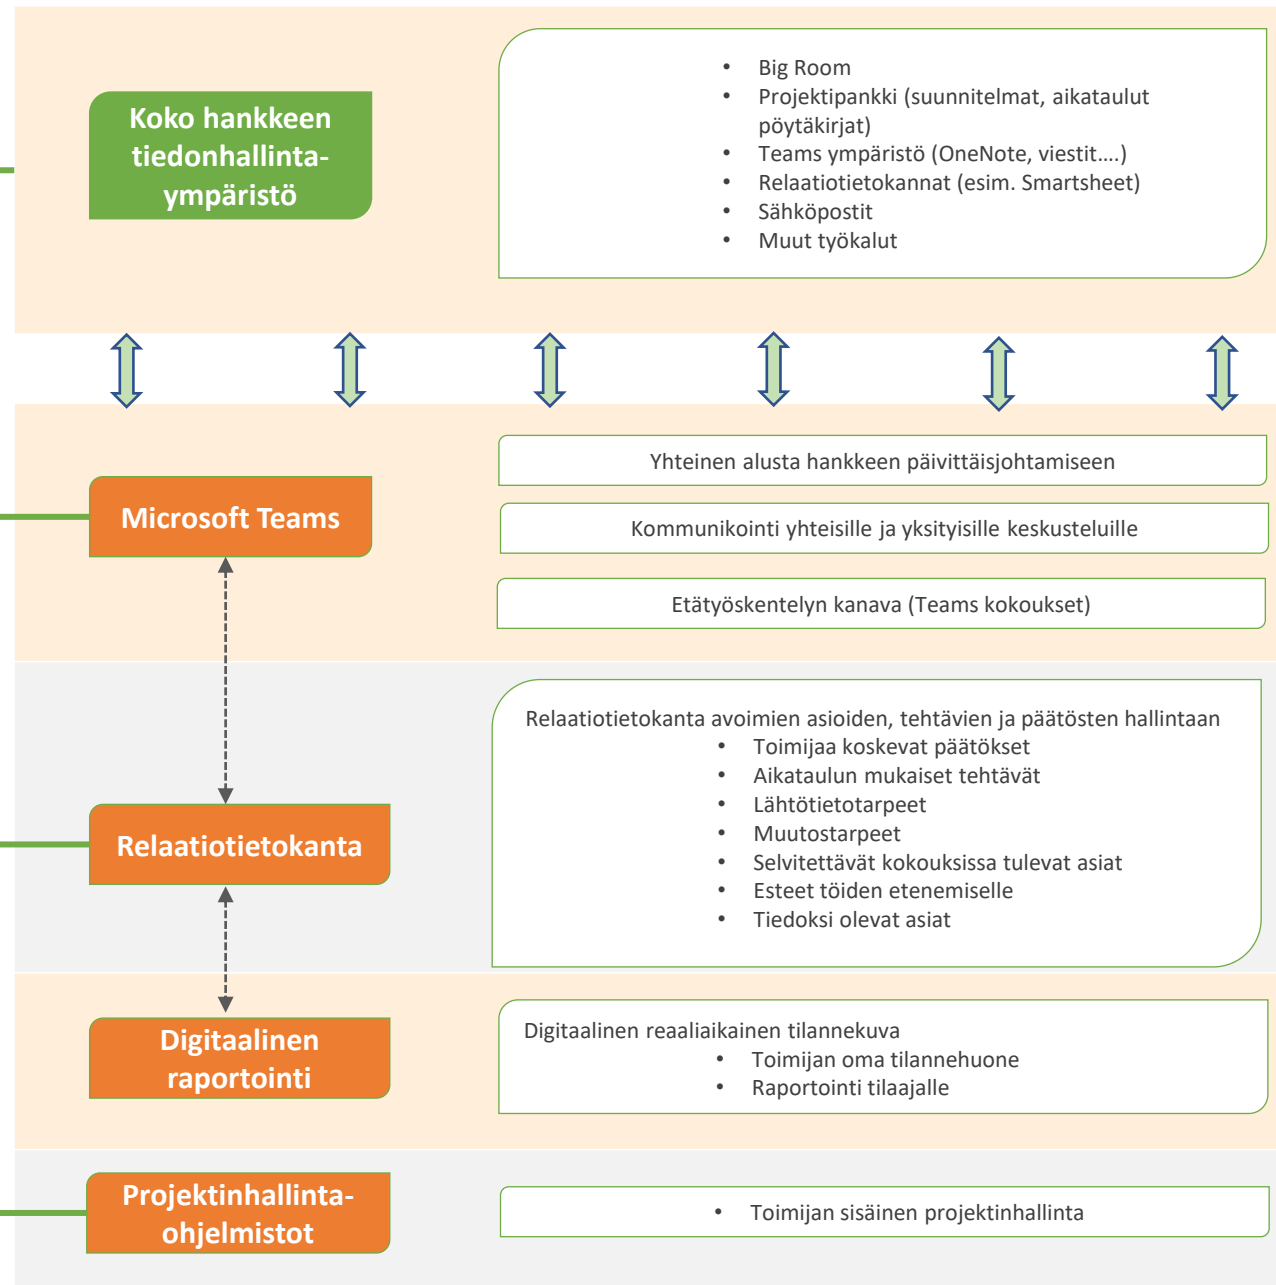 Koko hankkeen
tiedonhallinta-
ympäristö
• Big Room
• Projektipankki (suunnitelmat, aikataulut
pöytäkirjat)
• Teams ympäristö (OneNote, viestit….)
• Relaatiotietokannat (esim. Smartsheet)
• Sähköpostit
• Muut työkalut
Microsoft Teams
Yhteinen alusta hankkeen päivittäisjohtamiseen
Kommunikointi yhteisille ja yksityisille keskusteluille
Etätyöskentelyn kanava (Teams kokoukset)
Relaatiotietokanta
Relaatiotietokanta avoimien asioiden, tehtävien ja päätösten hallintaan
• Toimijaa koskevat päätökset
• Aikataulun mukaiset tehtävät
• Lähtötietotarpeet
• Muutostarpeet
• Selvitettävät kokouksissa tulevat asiat
• Esteet töiden etenemiselle
• Tiedoksi olevat asiat
Digitaalinen
raportointi
Digitaalinen reaaliaikainen tilannekuva
• Toimijan oma tilannehuone
• Raportointi tilaajalle
Projektinhallinta-
ohjelmistot
• Toimijan sisäinen projektinhallinta